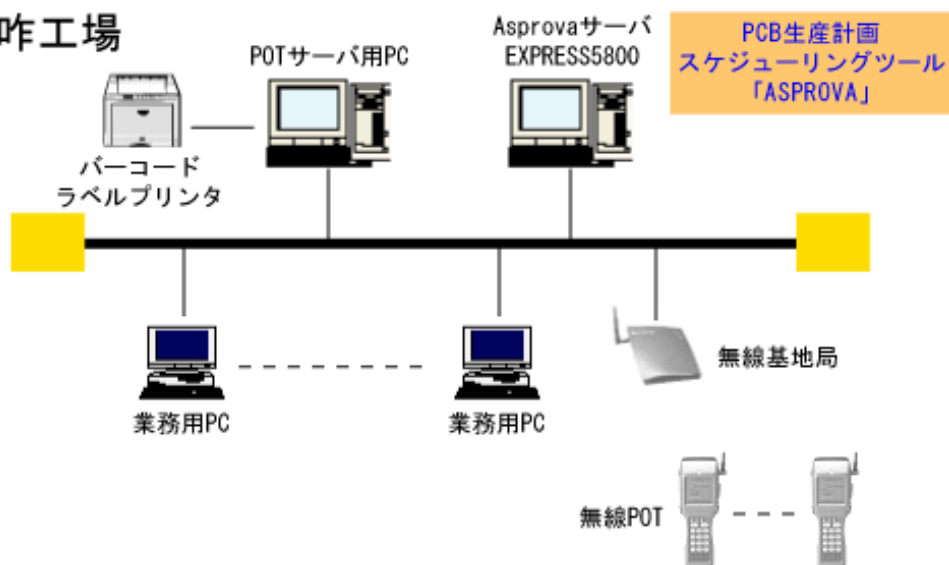 咋工場
POTサーバ用PC
Asprovaサーバ
EXPRESS5800
PCB生産計画
スケジューリングツール
「ASPROVA」
バーコード
ラベルプリンタ
無線基地局
業務用PC
業務用PC
無線POT